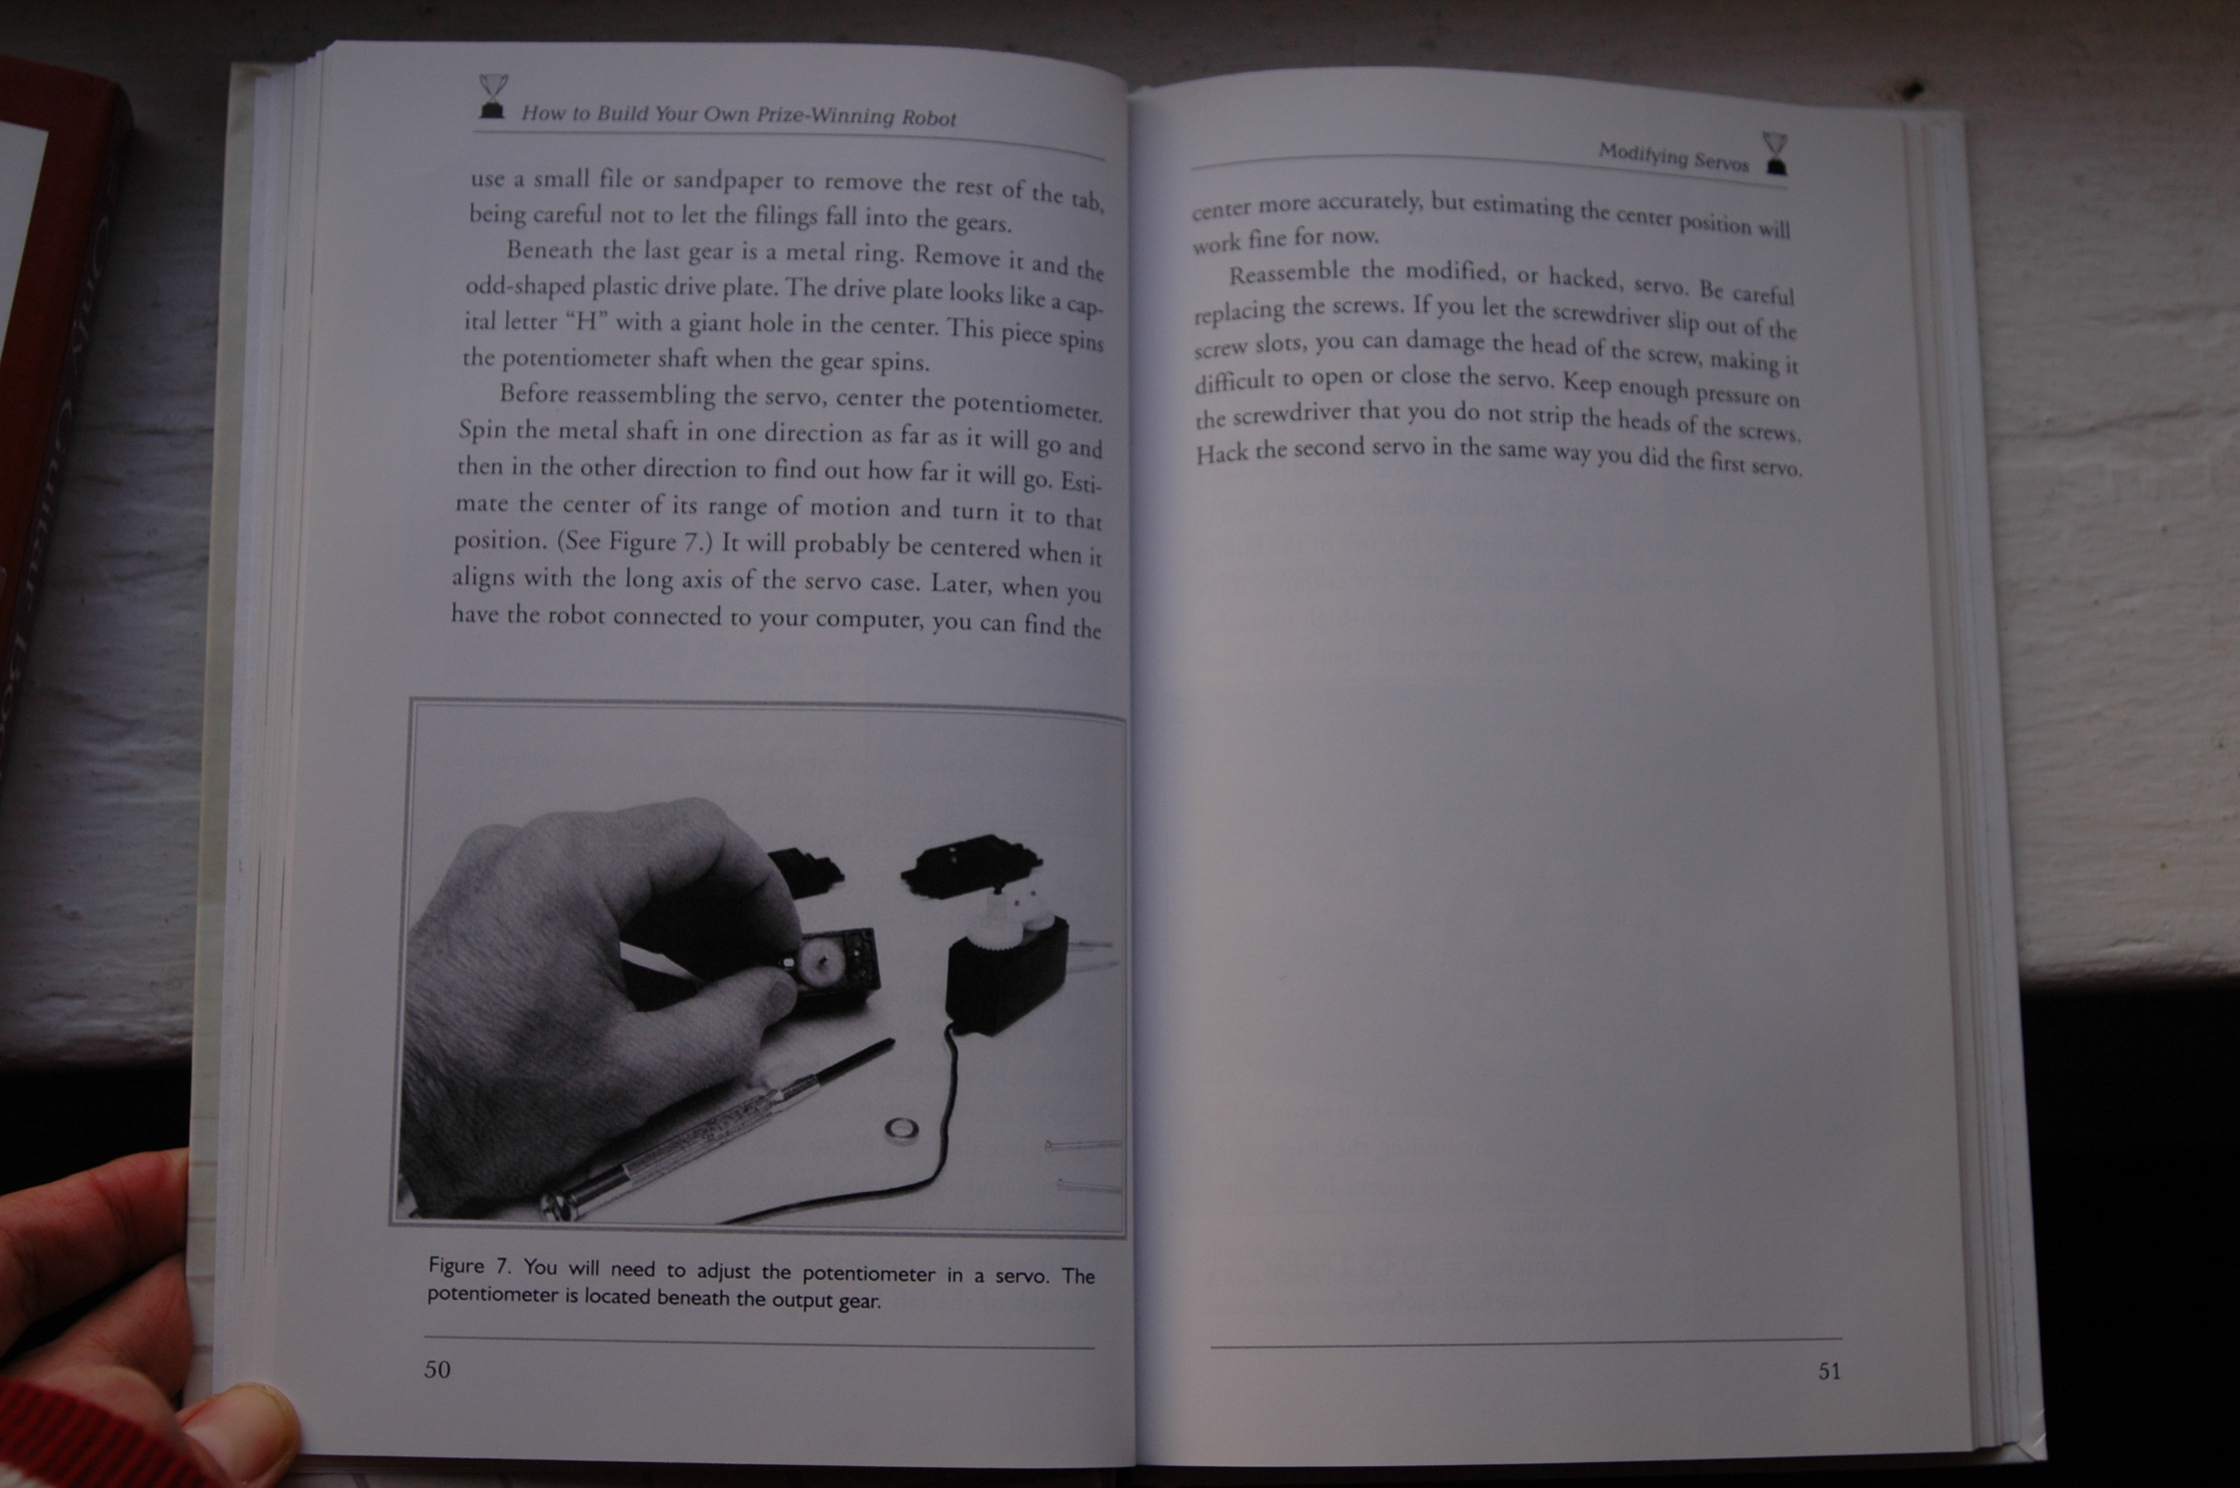 How to Build Your Own Prize-Winning Robot
use a small file or sandpaper to remove the rest of the tab,
being careful not to let the filings fall into the gears.
Beneath the last gear is a metal ring. Remove it and the
odd-shaped plastic drive plate. The drive plate looks like a cap-
ital letter “H” with a giant hole in the center. This piece spins
the potentiometer shaft when the gear spins.
Before reassembling the servo, center the potentiometer.
Spin the metal shaft in one direction as far as it will go and
then in the other direction to find out how far it will go. Esti-
mate the center of its range of motion and turn it to that
position. (See Figure 7.) It will probably be centered when it
aligns with the long axis of the servo case. Later, when you
have the robot connected to your computer, you can find the
Figure 7. You will need to adjust the potentiometer in a servo. The
potentiometer is located beneath the output gear.
50
Modifying Servos
center more accurately, but estimating the center position will
work fine for now.
Reassemble the modified, or hacked, servo. Be careful
replacing the screws. If you let the screwdriver slip out of the
screw slots, you can damage the head of the screw, making it
difficult to open or close the servo. Keep enough pressure on
the screwdriver that you do not strip the heads of the screws.
Hack the second servo in the same way you did the first servo.
51
Only Guitar